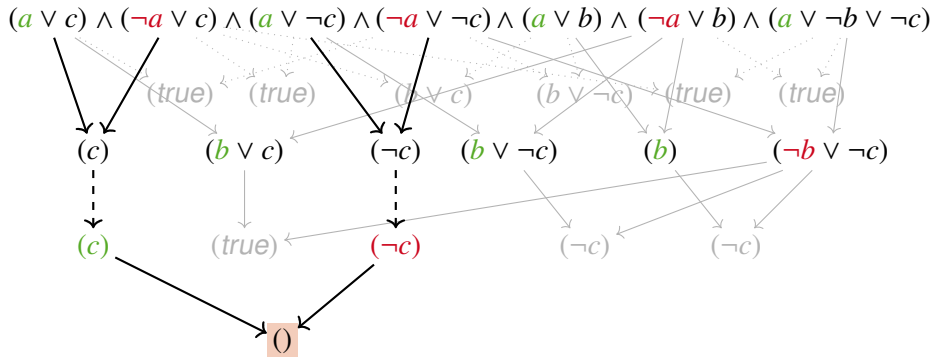 (a ∨ c) ∧ (¬a ∨ c) ∧ (a ∨ ¬c) ∧ (¬a ∨ ¬c) ∧ (a ∨ b) ∧ (¬a ∨ b) ∧ (a ∨ ¬b ∨ ¬c)
(true) (true) (b ∨ c) (b ∨ ¬c) (true) (true)
(c) (b ∨ c) (¬c) (b ∨ ¬c) (b) (¬b ∨ ¬c)
(c) (true) (¬c) (¬c) (¬c)
()